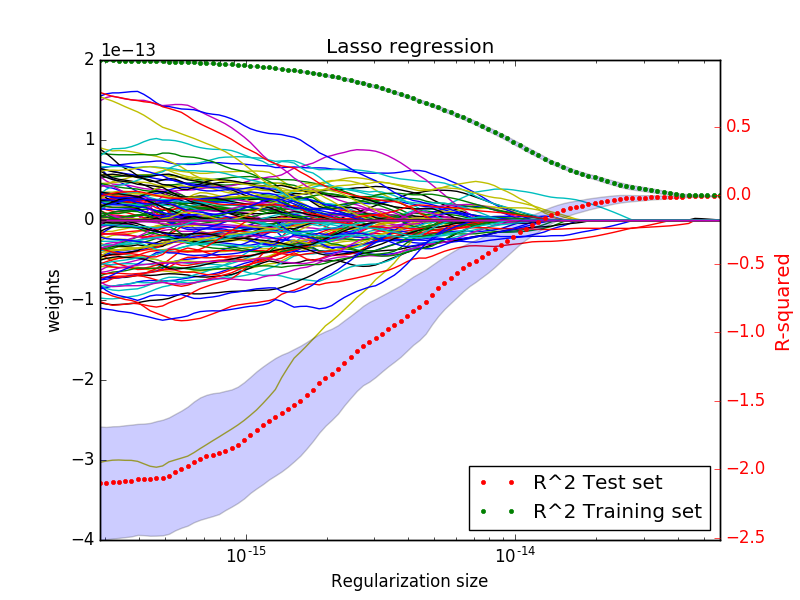 Lasso regression
1e−13
2
1
0
−1
−2
−3
−4
weights
0.5
0.0
−0.5
−1.0
−1.5
−2.0
−2.5
R-squared
R^2 Test set
R^2 Training set
10^-15
10^-14
Regularization size